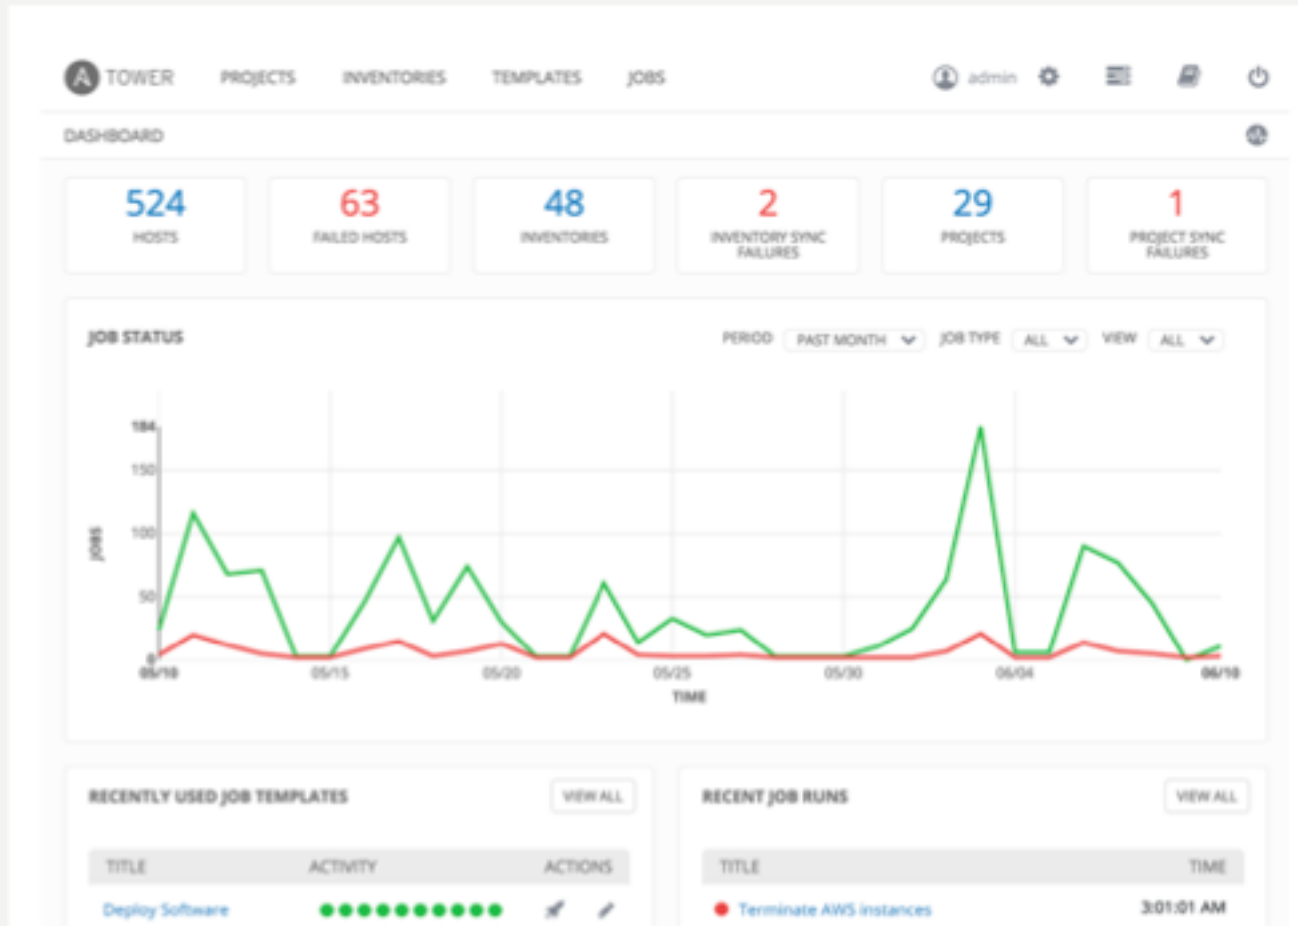 A TOWER PROJECTS INVENTORIES TEMPLATES JOBS admin
DASHBOARD
524 63 48 2 29 1
HOSTS FAILED HOSTS INVENTORIES INVENTORY SYNC PROJECTS PROJECT SYNC
FAILURES FAILURES
JOB STATUS PERIOD PAST MONTH JOB TYPE ALL VIEW ALL
184
150
100
50
0
JOBS
05/10 05/15 05/20 05/25 05/30 06/04 06/10
TIME
RECENTLY USED JOB TEMPLATES VIEW ALL
TITLE ACTIVITY ACTIONS
Deploy Software
RECENT JOB RUNS VIEW ALL
TITLE TIME
Terminate AWS instances 3:01:01 AM